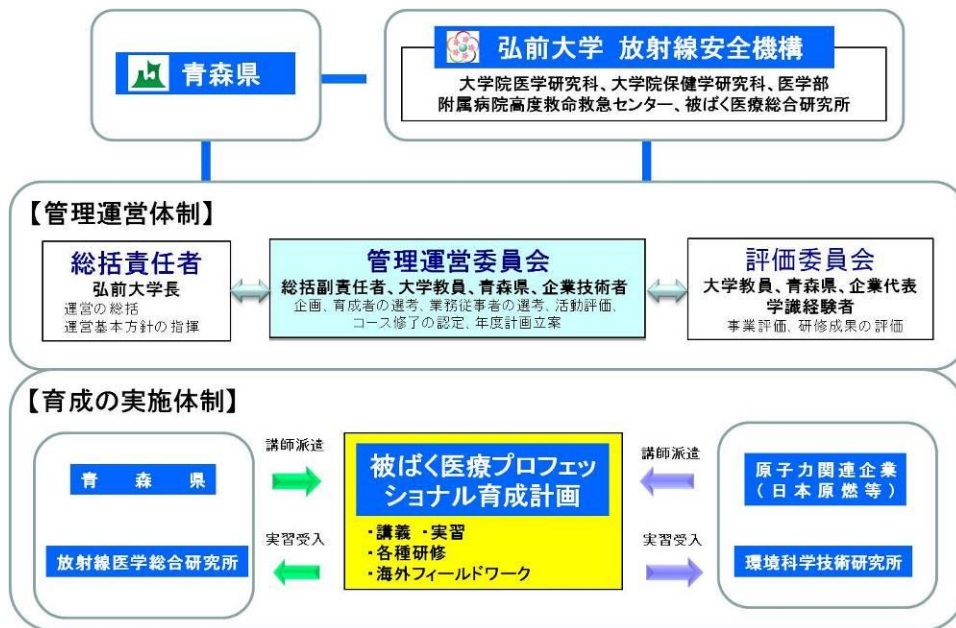 青森県
弘前大学 放射線安全機構
大学院医学研究科、大学院保健学研究科、医学部
附属病院高度救命救急センター、被ばく医療総合研究所
【管理運営体制】
総括責任者
弘前大学長
運営の総括
運営基本方針の指揮
管理運営委員会
総括副責任者、大学教員、青森県、企業技術者
企画、育成者の選考、業務従事者の選考、活動評価、
コース修了の認定、年度計画立案
評価委員会
大学教員、青森県、企業代表
学識経験者
事業評価、研修成果の評価
【育成の実施体制】
青森県
放射線医学総合研究所
講師派遣
実習受入
被ばく医療プロフェッ
ショナル育成計画
・講義 ・実習
・各種研修
・海外フィールドワーク
講師派遣
実習受入
原子力関連企業
(日本原燃等)
環境科学技術研究所